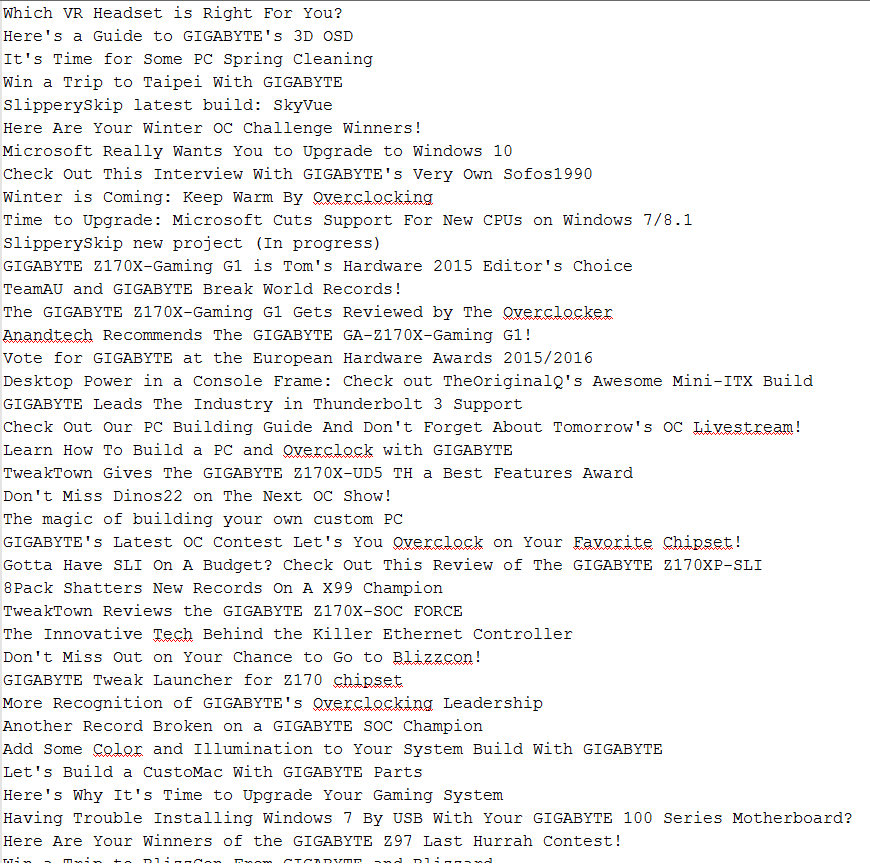 Which VR Headset is Right For You?
Here's a Guide to GIGABYTE's 3D OSD
It's Time for Some PC Spring Cleaning
Win a Trip to Taipei With GIGABYTE
SlipperySkip latest build: SkyVue
Here Are Your Winter OC Challenge Winners!
Microsoft Really Wants You to Upgrade to Windows 10
Check Out This Interview With GIGABYTE's Very Own Sofos1990
Winter is Coming: Keep Warm By Overclocking
Time to Upgrade: Microsoft Cuts Support For New CPUs on Windows 7/8.1
SlipperySkip new project (In progress)
GIGABYTE Z170X-Gaming G1 is Tom's Hardware 2015 Editor's Choice
TeamAU and GIGABYTE Break World Records!
The GIGABYTE Z170X-Gaming G1 Gets Reviewed by The Overclocker
Anandtech Recommends The GIGABYTE GA-Z170X-Gaming G1!
Vote for GIGABYTE at the European Hardware Awards 2015/2016
Desktop Power in a Console Frame: Check out TheOriginalQ's Awesome Mini-ITX Build
GIGABYTE Leads The Industry in Thunderbolt 3 Support
Check Out Our PC Building Guide And Don't Forget About Tomorrow's OC Livestream!
Learn How To Build a PC and Overclock with GIGABYTE
TweakTown Gives The GIGABYTE Z170X-UD5 TH a Best Features Award
Don't Miss Dinos22 on The Next OC Show!
The magic of building your own custom PC
GIGABYTE's Latest OC Contest Let's You Overclock on Your Favorite Chipset!
Gotta Have SLI On A Budget? Check Out This Review of The GIGABYTE Z170XP-SLI
8Pack Shatters New Records On A X99 Champion
TweakTown Reviews the GIGABYTE Z170X-SOC FORCE
The Innovative Tech Behind the Killer Ethernet Controller
Don't Miss Out on Your Chance to Go to Blizzcon!
GIGABYTE Tweak Launcher for Z170 chipset
More Recognition of GIGABYTE's Overclocking Leadership
Another Record Broken on a GIGABYTE SOC Champion
Add Some Color and Illumination to Your System Build With GIGABYTE
Let's Build a CustoMac With GIGABYTE Parts
Here's Why It's Time to Upgrade Your Gaming System
Having Trouble Installing Windows 7 By USB With Your GIGABYTE 100 Series Motherboard?
Here Are Your Winners of the GIGABYTE Z97 Last Hurrah Contest!
Win a Trip to BlizzCon From GIGABYTE and Blizzard